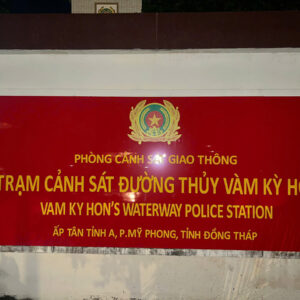 PHÒNG CẢNH SÁT GIAO THÔNG
TRẠM CẢNH SÁT ĐƯỜNG THỦY VÀM KỲ HÔ
VAM KY HON'S WATERWAY POLICE STATION
ẤP TÂN TỈNH A, P.MỸ PHONG, TỈNH ĐỒNG THÁP